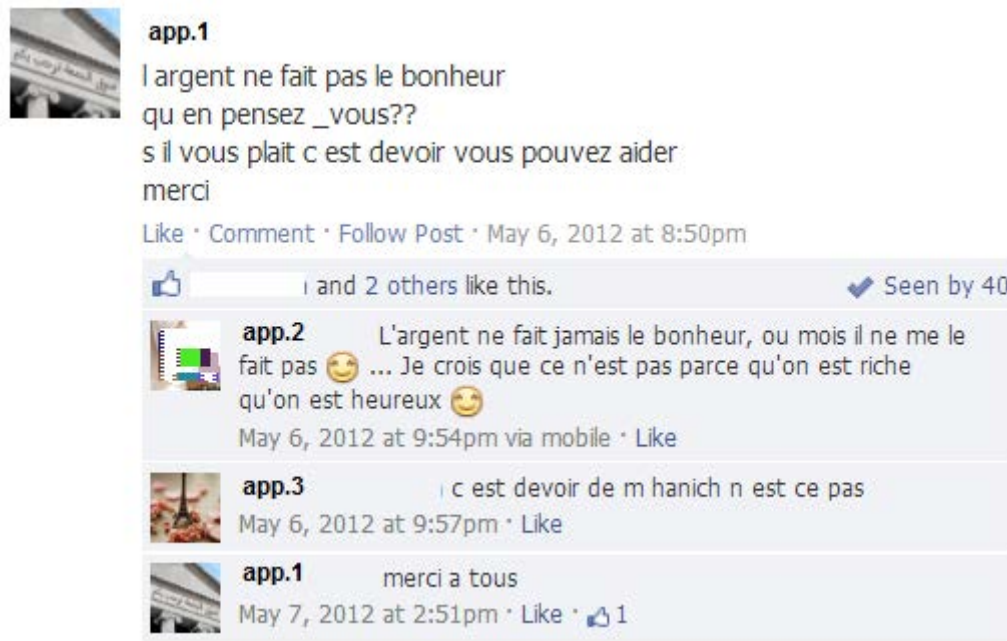 app.1
l argent ne fait pas le bonheur
qu en pensez _vous??
s il vous plait c est devoir vous pouvez aider
merci
Like · Comment · Follow Post · May 6, 2012 at 8:50pm
and 2 others like this. Seen by 40
app.2 L'argent ne fait jamais le bonheur, ou mois il ne me le
fait pas ... Je crois que ce n'est pas parce qu'on est riche
qu'on est heureux
May 6, 2012 at 9:54pm via mobile · Like
app.3 c est devoir de m hanich n est ce pas
May 6, 2012 at 9:57pm · Like
app.1 merci a tous
May 7, 2012 at 2:51pm · Like · 1